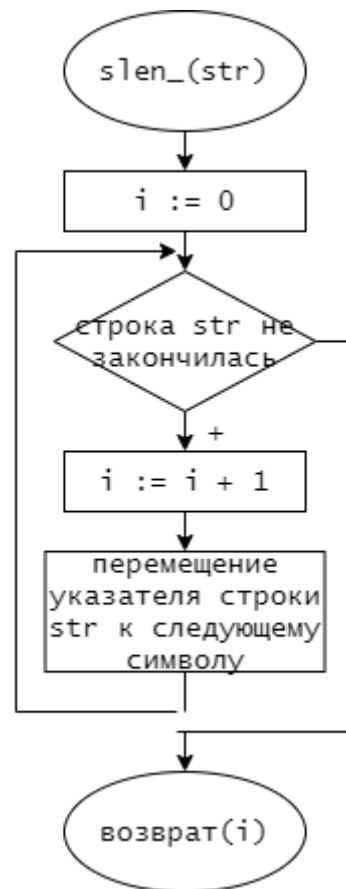 slen_(str)
i := 0
строка str не
закончилась
+
i := i + 1
перемещение
указателя строки
str к следующему
символу
возврат(i)